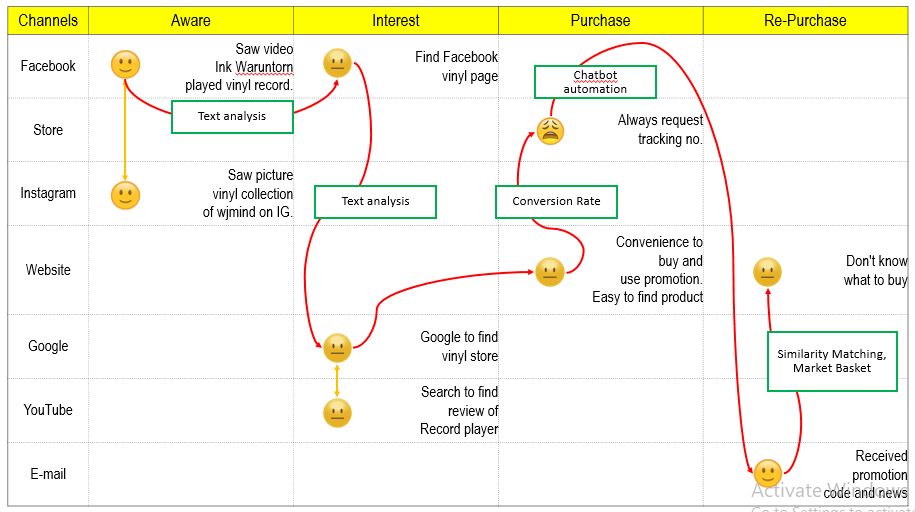 Channels
Aware
Interest
Purchase
Re-Purchase
Facebook
Saw video
Ink Waruntorn
played vinyl record.
Find Facebook
vinyl page
Chatbot
automation
Text analysis
Store
Always request
tracking no.
Instagram
Saw picture
vinyl collection
of wjmind on IG.
Text analysis
Conversion Rate
Website
Convenience to
buy and
use promotion.
Easy to find product
Don't know
what to buy
Google
Google to find
vinyl store
Similarity Matching,
Market Basket
YouTube
Search to find
review of
Record player
E-mail
Received
promotion
code and news
Activate Windows
Go to Settings to activate